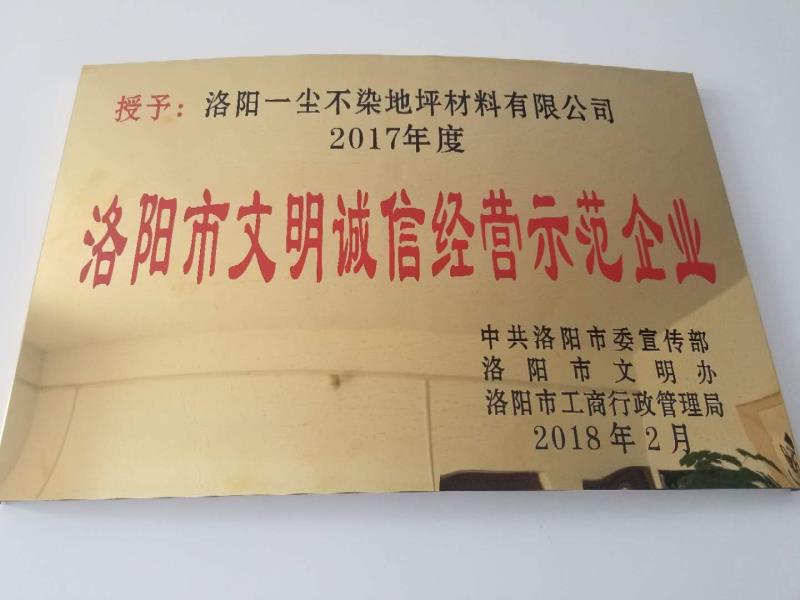 授予：洛阳一尘不染地坪材料有限公司
2017年度
洛阳市文明诚信经营示范企业
中共洛阳市委宣传部
洛阳市文明办
洛阳市工商行政管理局
2018年2月